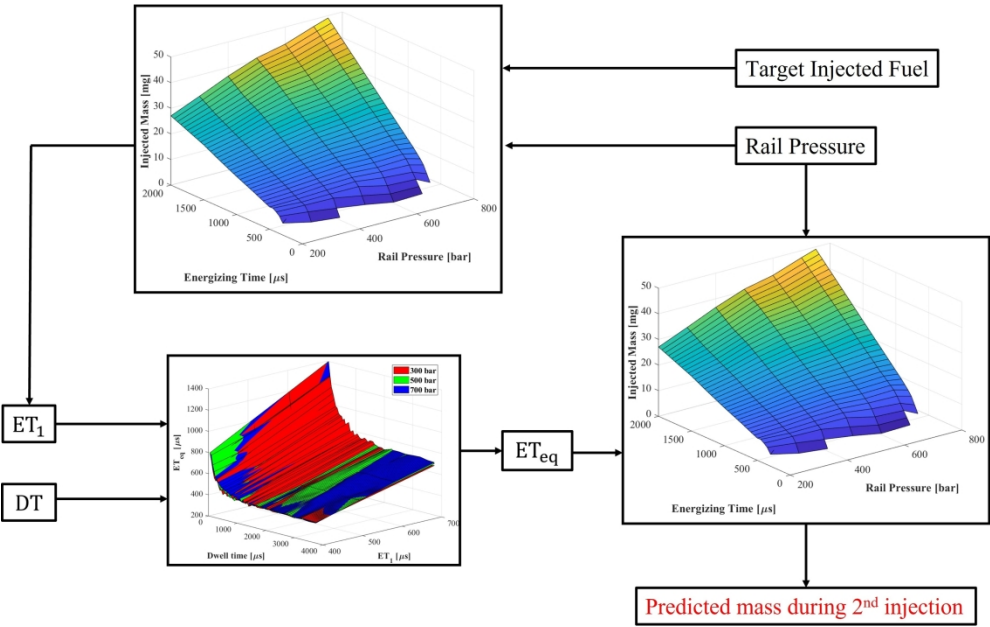 Target Injected Fuel
Rail Pressure
Injected Mass [mg]
50
40
30
20
10
0
2000
1500
1000
500
0
200
400
600
800
Energizing Time [μs]
Rail Pressure [bar]
ET₁
DT
300 bar
500 bar
700 bar
ETeq [μs]
1400
1200
1000
800
600
400
200
0
1000
2000
3000
4000
400
500
600
700
Dwell time [μs]
ET₁ [μs]
ETeq
Injected Mass [mg]
50
40
30
20
10
0
2000
1500
1000
500
0
200
400
600
800
Energizing Time [μs]
Rail Pressure [bar]
Predicted mass during 2nd injection